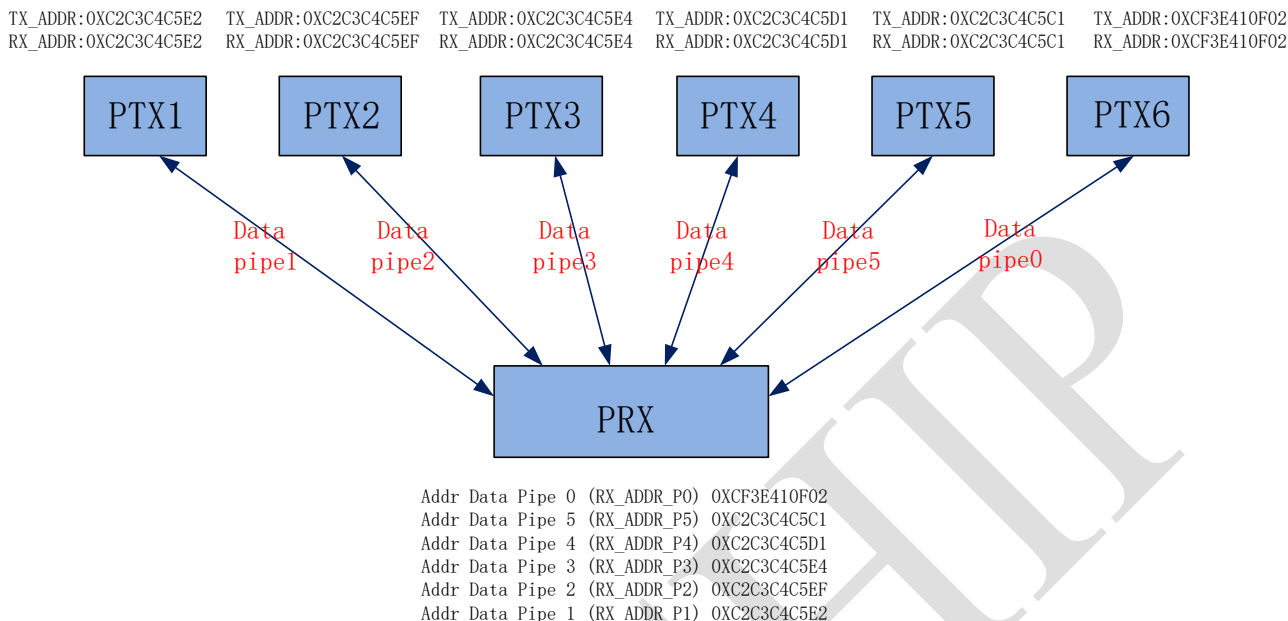 TX_ADDR:0XC2C3C4C5E2 TX_ADDR:0XC2C3C4C5EF TX_ADDR:0XC2C3C4C5E4 TX_ADDR:0XC2C3C4C5D1 TX_ADDR:0XC2C3C4C5C1 TX_ADDR:0XCF3E410F02
RX_ADDR:0XC2C3C4C5E2 RX_ADDR:0XC2C3C4C5EF RX_ADDR:0XC2C3C4C5E4 RX_ADDR:0XC2C3C4C5D1 RX_ADDR:0XC2C3C4C5C1 RX_ADDR:0XCF3E410F02
PTX1 PTX2 PTX3 PTX4 PTX5 PTX6
Data Data Data Data Data Data
pipe1 pipe2 pipe3 pipe4 pipe5 pipe0
PRX
Addr Data Pipe 0 (RX_ADDR_P0) 0XCF3E410F02
Addr Data Pipe 5 (RX_ADDR_P5) 0XC2C3C4C5C1
Addr Data Pipe 4 (RX_ADDR_P4) 0XC2C3C4C5D1
Addr Data Pipe 3 (RX_ADDR_P3) 0XC2C3C4C5E4
Addr Data Pipe 2 (RX_ADDR_P2) 0XC2C3C4C5EF
Addr Data Pipe 1 (RX_ADDR_P1) 0XC2C3C4C5E2